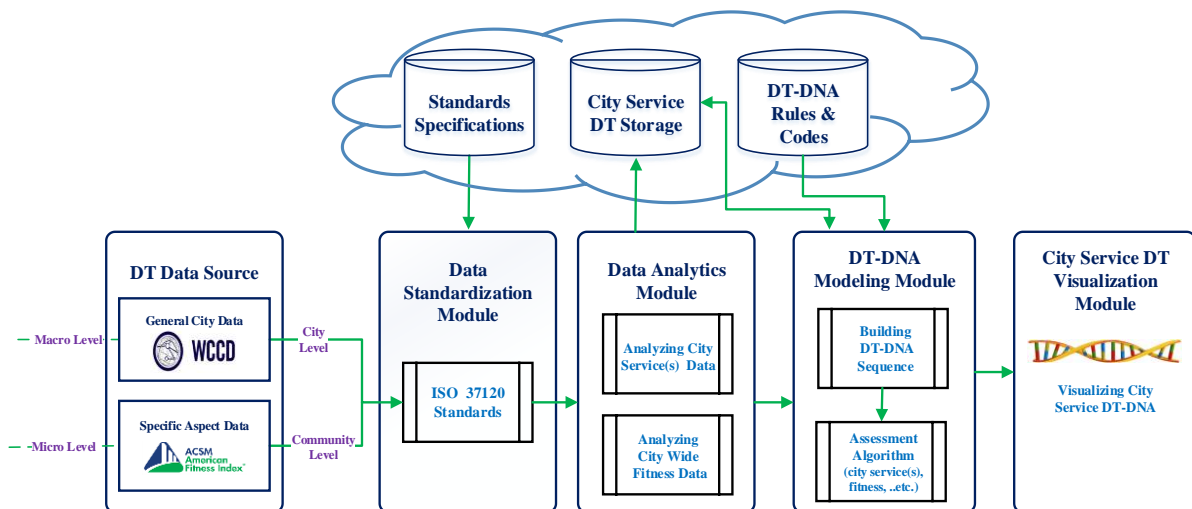 Standards
Specifications
City Service
DT Storage
DT-DNA
Rules &
Codes
DT Data Source
General City Data
WCCD
Macro Level
City
Level
Specific Aspect Data
ACSM
American
Fitness Index™
Micro Level
Community
Level
Data
Standardization
Module
ISO 37120
Standards
Data Analytics
Module
Analyzing City
Service(s) Data
Analyzing
City Wide
Fitness Data
DT-DNA
Modeling Module
Building
DT-DNA
Sequence
Assessment
Algorithm
(city service(s),
fitness, ..etc.)
City Service DT
Visualization
Module
Visualizing City
Service DT-DNA